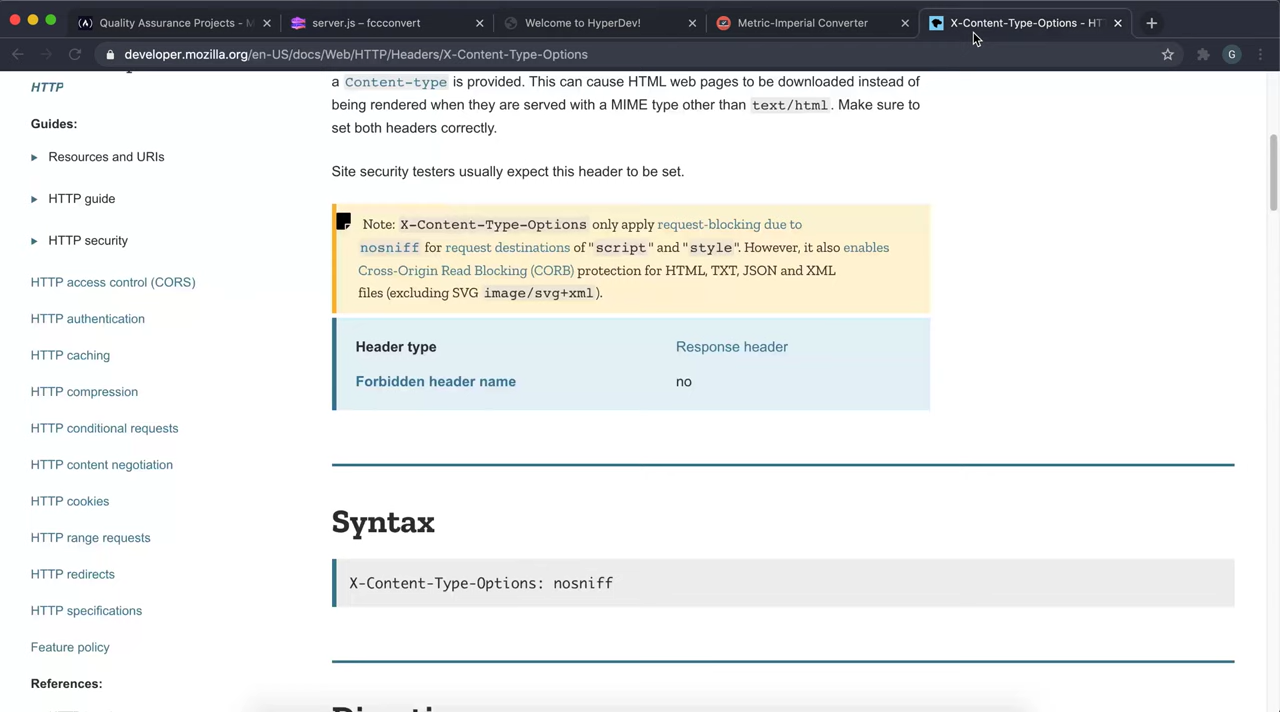 Quality Assurance Projects - M
server.js – fccconvert
Welcome to HyperDev!
Metric-Imperial Converter
X-Content-Type-Options - HT
developer.mozilla.org/en-US/docs/Web/HTTP/Headers/X-Content-Type-Options
G
HTTP
Guides:
Resources and URIs
HTTP guide
HTTP security
HTTP access control (CORS)
HTTP authentication
HTTP caching
HTTP compression
HTTP conditional requests
HTTP content negotiation
HTTP cookies
HTTP range requests
HTTP redirects
HTTP specifications
Feature policy
References:
a Content-type is provided. This can cause HTML web pages to be downloaded instead of
being rendered when they are served with a MIME type other than text/html. Make sure to
set both headers correctly.
Site security testers usually expect this header to be set.
Note: X-Content-Type-Options only apply request-blocking due to
nosniff for request destinations of "script" and "style". However, it also enables
Cross-Origin Read Blocking (CORB) protection for HTML, TXT, JSON and XML
files (excluding SVG image/svg+xml).
Header type Response header
Forbidden header name no
Syntax
X-Content-Type-Options: nosniff